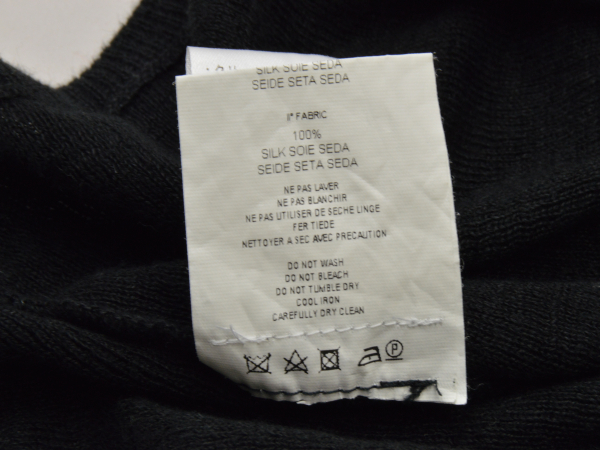 SILK SOIE SEDA
SEIDE SETA SEDA
II° FABRIC
100%
SILK SOIE SEDA
SEIDE SETA SEDA
NE PAS LAVER
NE PAS BLANCHIR
NE PAS UTILISER DE SECHE LINGE
FER TIEDE
NETTOYER A SEC AVEC PRECAUTION
DO NOT WASH
DO NOT BLEACH
DO NOT TUMBLE DRY
COOL IRON
CAREFULLY DRY CLEAN
P